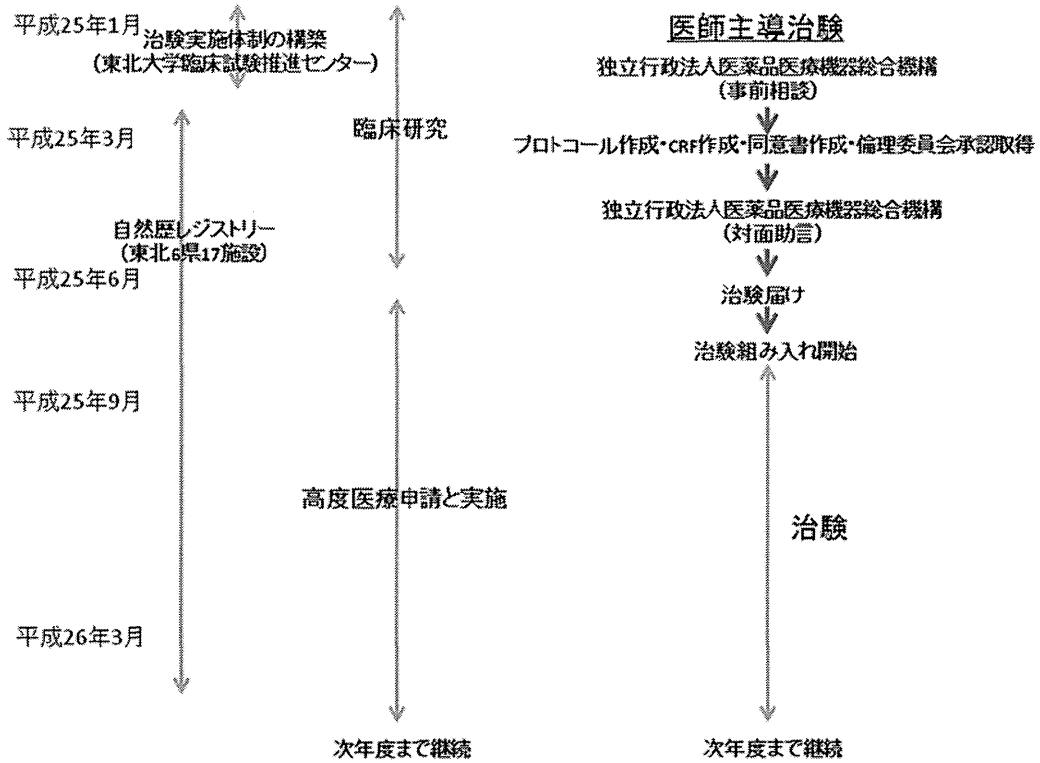 平成25年1月
治験実施体制の構築
(東北大学臨床試験推進センター)
平成25年3月
臨床研究
自然歴レジストリー
(東北6県17施設)
平成25年6月
平成25年9月
高度医療申請と実施
平成26年3月
次年度まで継続
医師主導治験
独立行政法人医薬品医療機器総合機構
(事前相談)
プロトコール作成・CRF作成・同意書作成・倫理委員会承認取得
独立行政法人医薬品医療機器総合機構
(対面助言)
治験届け
治験組み入れ開始
治験
次年度まで継続